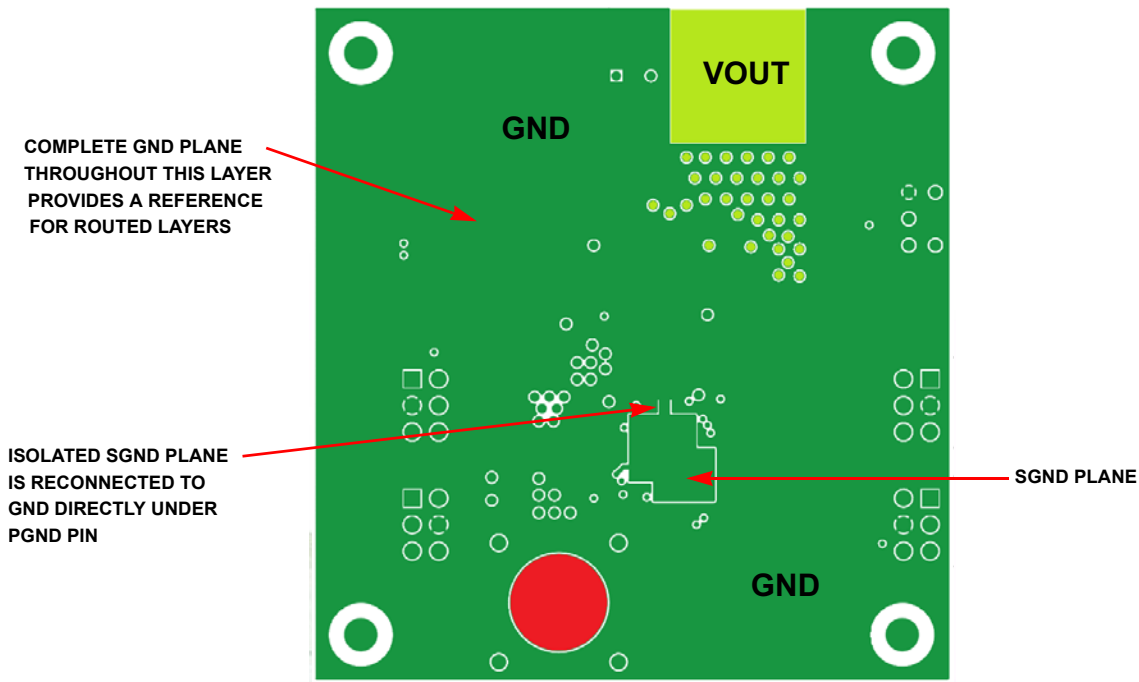 VOUT
GND
COMPLETE GND PLANE
THROUGHOUT THIS LAYER
PROVIDES A REFERENCE
FOR ROUTED LAYERS
ISOLATED SGND PLANE
IS RECONNECTED TO
GND DIRECTLY UNDER
PGND PIN
SGND PLANE
GND